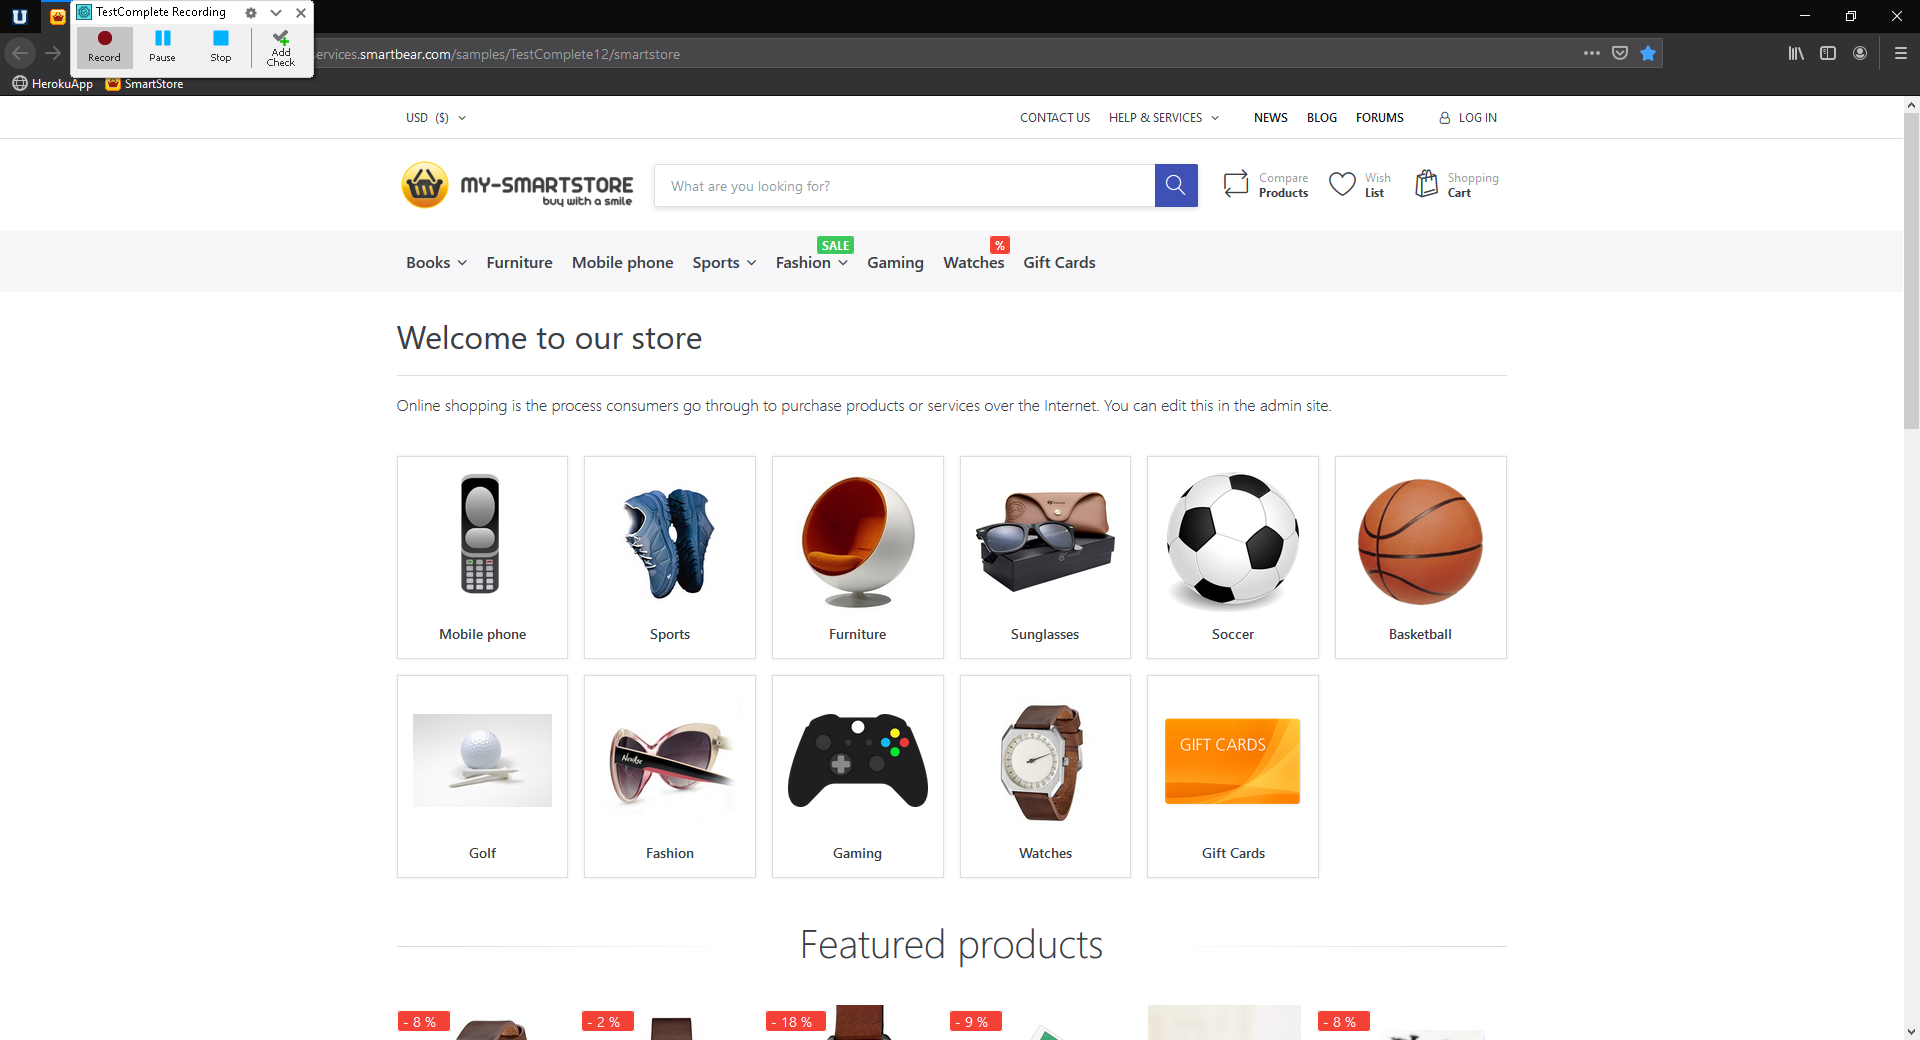 TestComplete Recording
Record Pause Stop Add Check
ervices.smartbear.com/samples/TestComplete12/smartstore
HerokuApp SmartStore
USD ($) CONTACT US HELP & SERVICES NEWS BLOG FORUMS LOG IN
MY-SMARTSTORE
buy with a smile
What are you looking for?
Compare Products
Wish List
Shopping Cart
SALE %
Books Furniture Mobile phone Sports Fashion Gaming Watches Gift Cards
Welcome to our store
Online shopping is the process consumers go through to purchase products or services over the Internet. You can edit this in the admin site.
Mobile phone Sports Furniture Sunglasses Soccer Basketball
GIFT CARDS
Golf Fashion Gaming Watches Gift Cards
Featured products
- 8 % - 2 % - 18 % - 9 % - 8 %